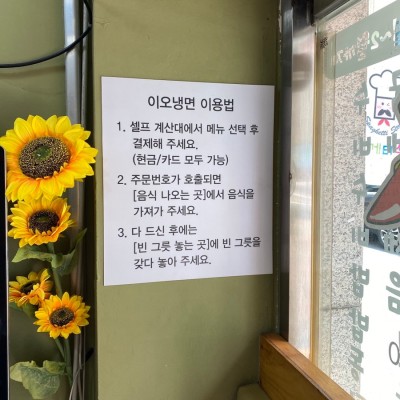 이오냉면 이용법
1. 셀프 계산대에서 메뉴 선택 후
결제해 주세요.
(현금/카드 모두 가능)
2. 주문번호가 호출되면
[음식 나오는 곳]에서 음식을
가져가 주세요.
3. 다 드신 후에는
[빈 그릇 놓는 곳]에 빈 그릇을
갖다 놓아 주세요.